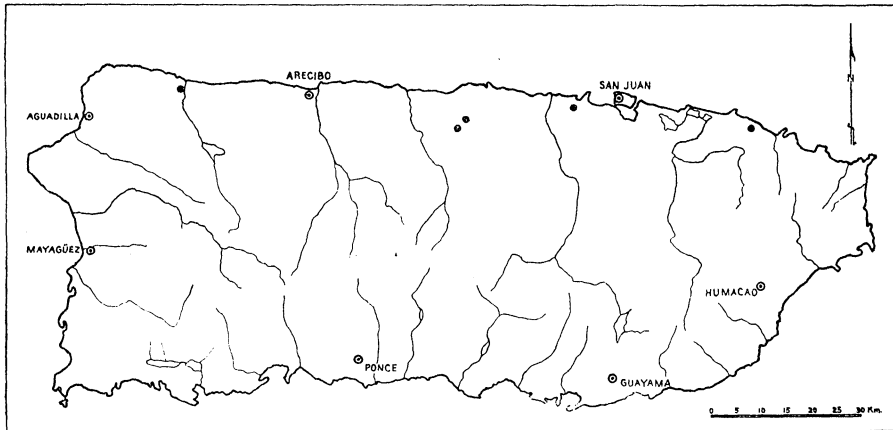 ARECIBO
SAN JUAN
N
AGUADILLA
MAYAGÜEZ
HUMACAO
PONCE
GUAYAMA
0 5 10 15 20 25 30 Km.